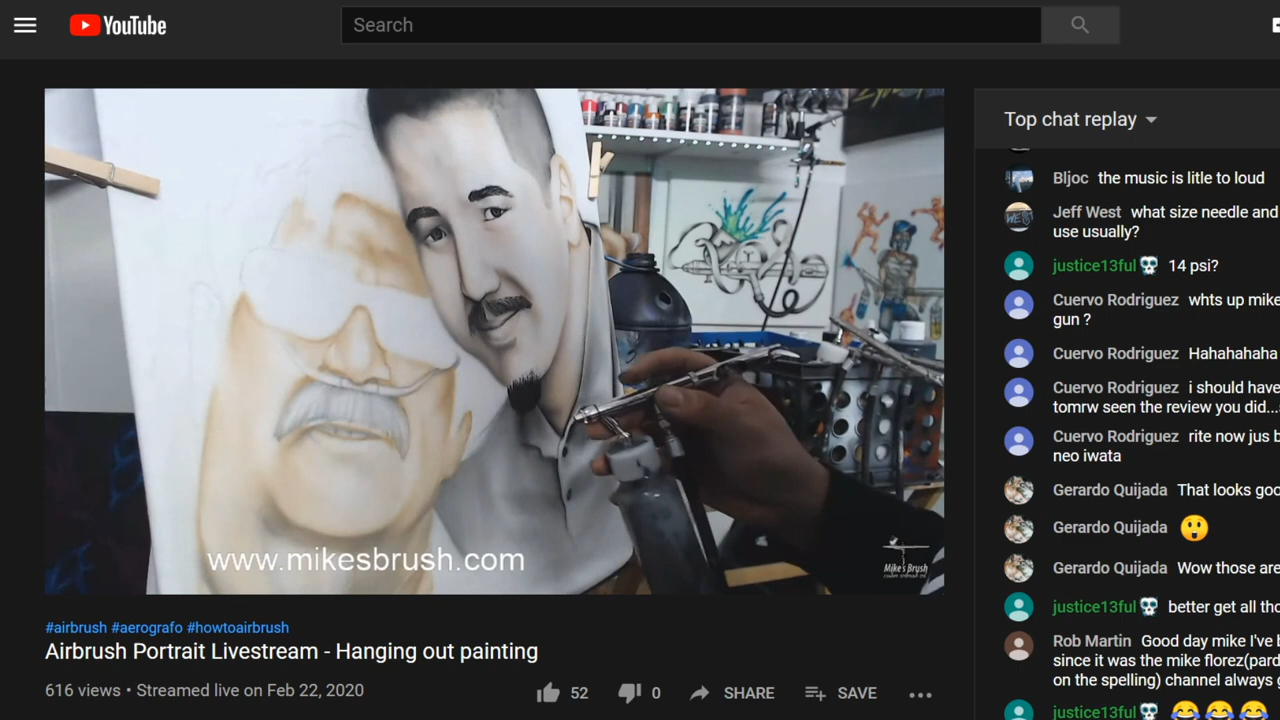 YouTube
Search
www.mikesbrush.com
Mike's Brush
#airbrush #aerografo #howtoairbrush
Airbrush Portrait Livestream - Hanging out painting
616 views • Streamed live on Feb 22, 2020
52
0
SHARE
SAVE
Top chat replay
Bljoc the music is litle to loud
Jeff West what size needle and
use usually?
justice13ful 14 psi?
Cuervo Rodriguez whts up mike
gun ?
Cuervo Rodriguez Hahahahaha
Cuervo Rodriguez i should have
tomrw seen the review you did...
Cuervo Rodriguez rite now jus b
neo iwata
Gerardo Quijada That looks goo
Gerardo Quijada
Gerardo Quijada Wow those are
justice13ful better get all tho
Rob Martin Good day mike I've b
since it was the mike florez(pard
on the spelling) channel always g
justice13ful